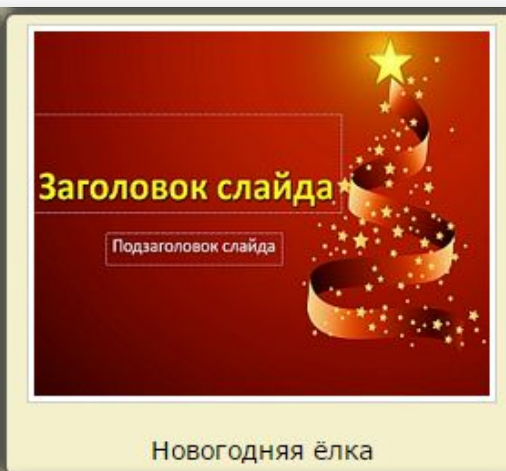 Заголовок слайда
Подзаголовок слайда
Новогодняя ёлка